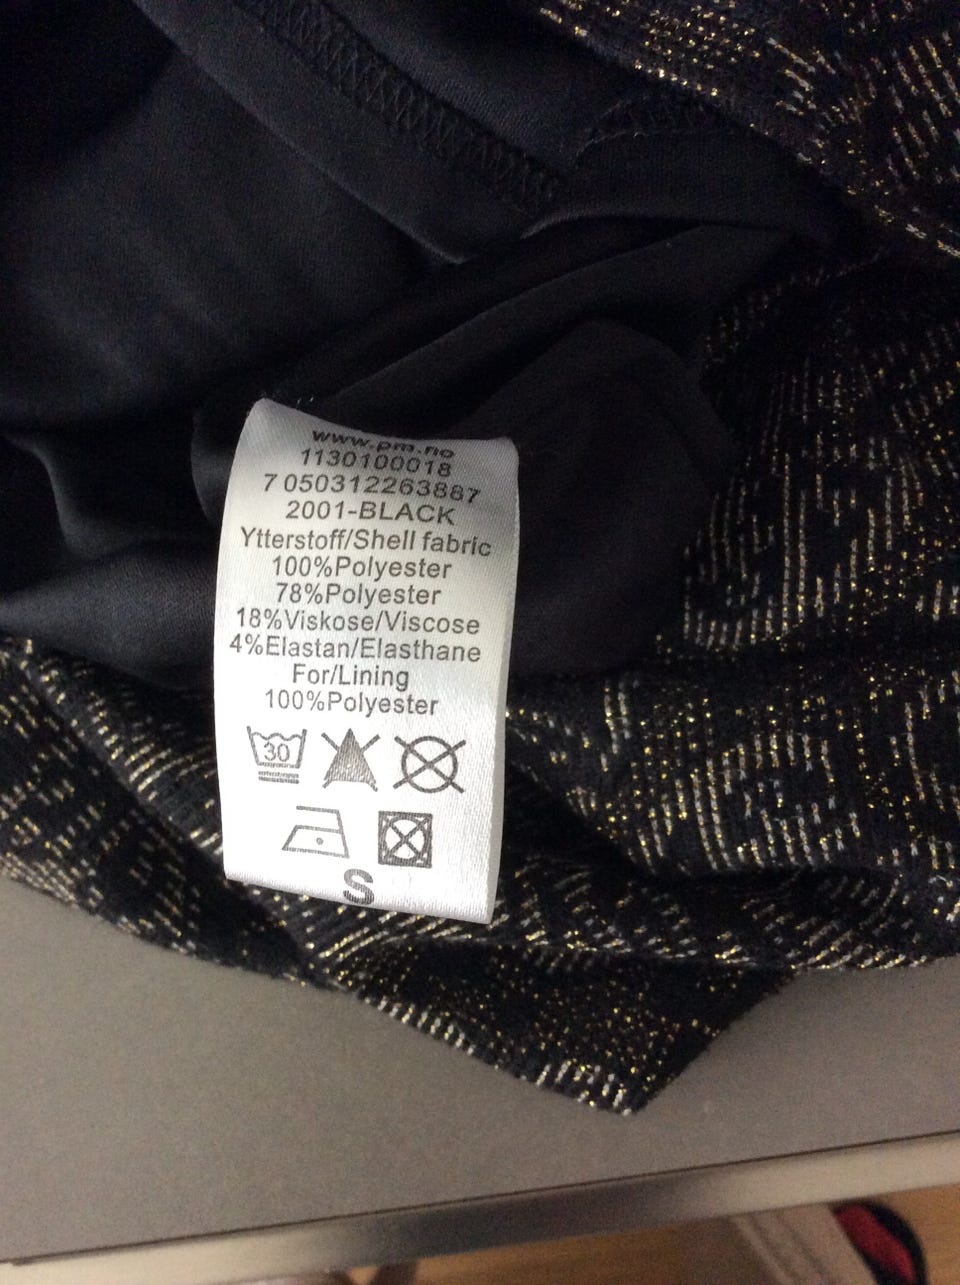 www.pm.no
1130100018
7 050312263887
2001-BLACK
Ytterstoff/Shell fabric
100%Polyester
78%Polyester
18%Viskose/Viscose
4%Elastan/Elasthane
For/Lining
100%Polyester
30
S